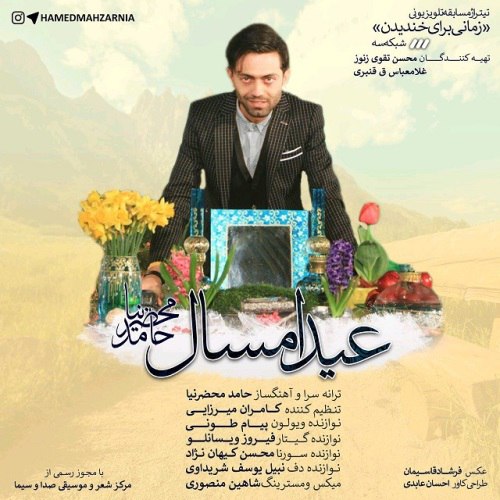 HAMEDMAHZARNIA
تیتراژ مسابقه تلویزیونی
«زمانی برای خندیدن»
شبکه سه
تهیه کنندگان محسن تقوی زنوز
غلامعباس ق قنبری
عید امسال
حامد محضرنیا
ترانه سرا و آهنگساز حامد محضرنیا
تنظیم کننده کامران میرزایی
نوازنده ویولون پیام طونی
نوازنده گیتار فیروز ویسانلو
نوازنده سورنا محسن کیهان نژاد
نوازنده دف نبیل یوسف شریداوی
میکس ومسترینگ شاهین منصوری
با مجوز رسمی از
مرکز شعر و موسیقی صدا و سیما
عکس فرشاد قاسیمان
طراحی کاور احسان عابدی